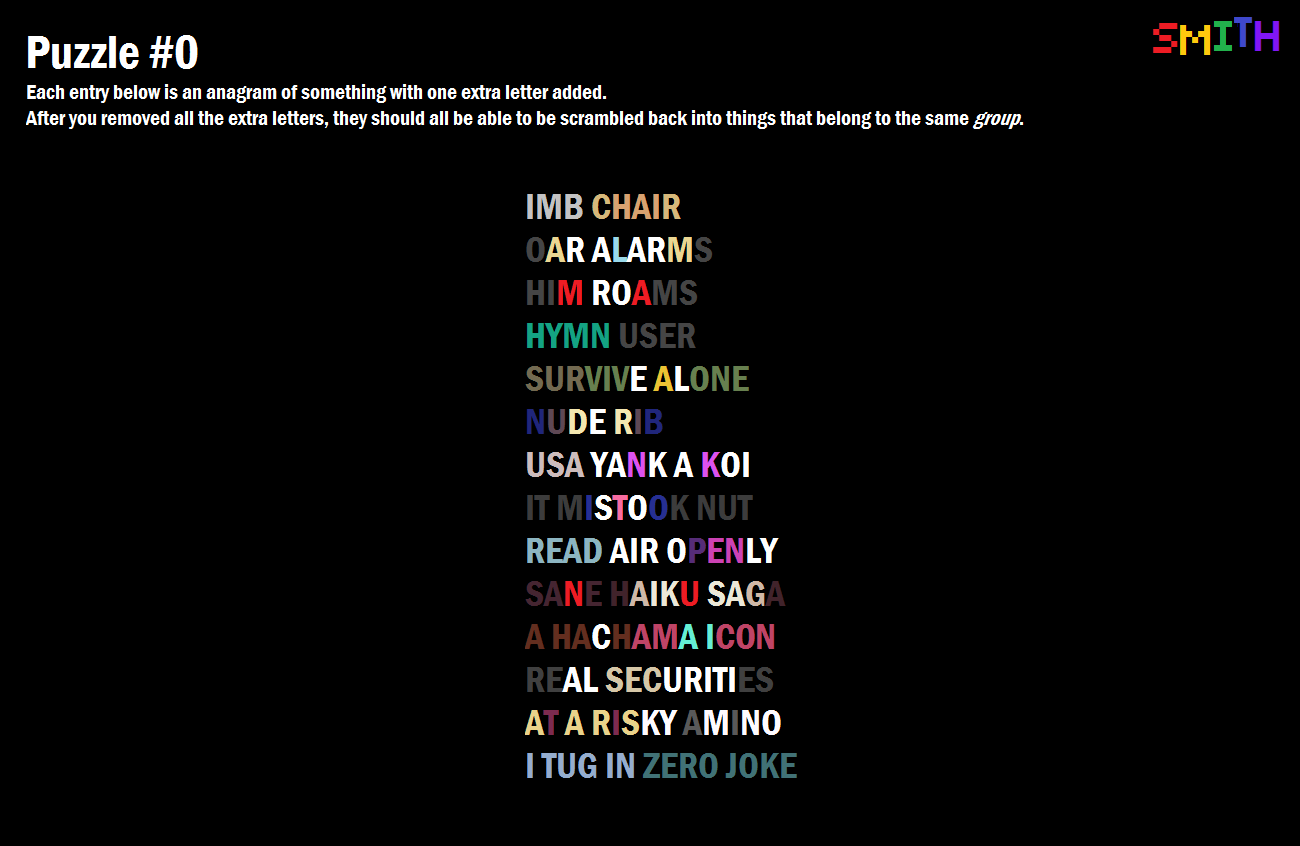 SMITH
Puzzle #0
Each entry below is an anagram of something with one extra letter added.
After you removed all the extra letters, they should all be able to be scrambled back into things that belong to the same group.
IMB CHAIR
OAR ALARMS
HIM ROAMS
HYMN USER
SURVIVE ALONE
NUDE RIB
USA YANK A KOI
IT MISTOOK NUT
READ AIR OPENLY
SANE HAIKU SAGA
A HACHAMA ICON
REAL SECURITIES
AT A RISKY AMINO
I TUG IN ZERO JOKE